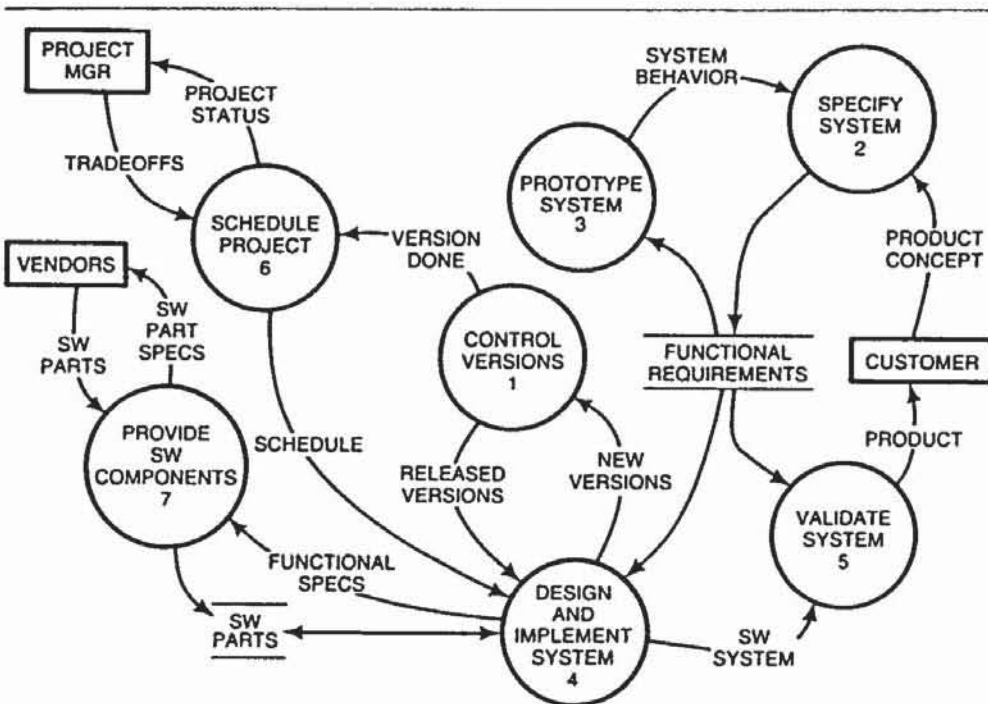 PROJECT
MGR
PROJECT
STATUS
TRADEOFFS
SCHEDULE
PROJECT
6
VENDORS
SW
PARTS
SW
PART
SPECS
PROVIDE
SW
COMPONENTS
7
SCHEDULE
VERSION
DONE
CONTROL
VERSIONS
1
RELEASED
VERSIONS
NEW
VERSIONS
SYSTEM
BEHAVIOR
PROTOTYPE
SYSTEM
3
SPECIFY
SYSTEM
2
PRODUCT
CONCEPT
FUNCTIONAL
REQUIREMENTS
CUSTOMER
PRODUCT
VALIDATE
SYSTEM
5
FUNCTIONAL
SPECS
SW
PARTS
DESIGN
AND
IMPLEMENT
SYSTEM
4
SW
SYSTEM